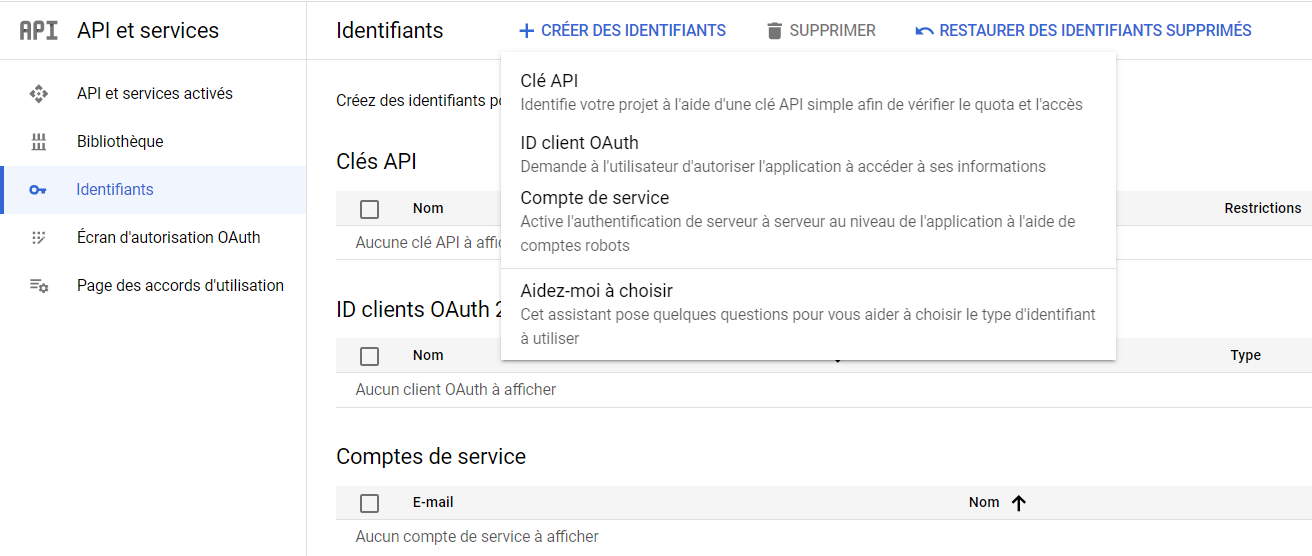 API API et services
Identifiants
CRÉER DES IDENTIFIANTS
SUPPRIMER
RESTAURER DES IDENTIFIANTS SUPPRIMÉS
API et services activés
Bibliothèque
Identifiants
Écran d'autorisation OAuth
Page des accords d'utilisation
Créez des identifiants
Clé API
Identifie votre projet à l'aide d'une clé API simple afin de vérifier le quota et l'accès
ID client OAuth
Demande à l'utilisateur d'autoriser l'application à accéder à ses informations
Compte de service
Active l'authentification de serveur à serveur au niveau de l'application à l'aide de
comptes robots
Aidez-moi à choisir
Cet assistant pose quelques questions pour vous aider à choisir le type d'identifiant
à utiliser
Clés API
Nom
Restrictions
Aucune clé API à
ID clients OAuth 2
Nom
Type
Aucun client OAuth à afficher
Comptes de service
E-mail
Nom
Aucun compte de service à afficher